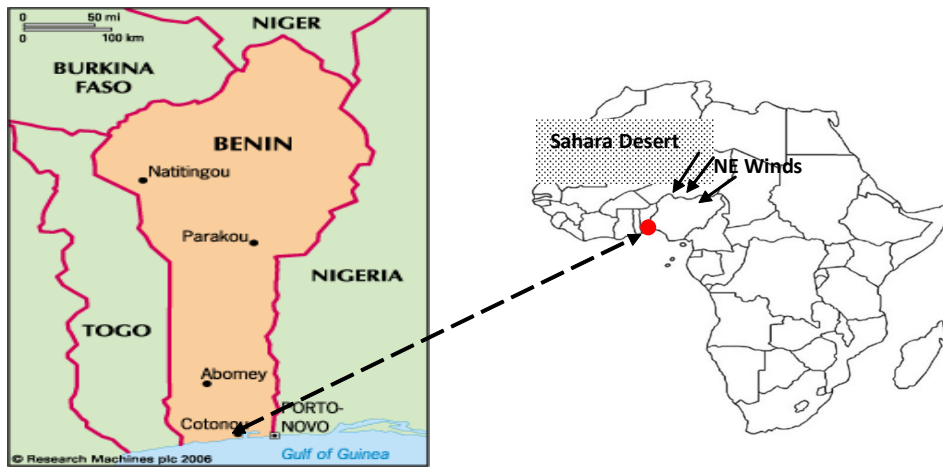 0 50 mi
0 100 km
NIGER
BURKINA
FASO
BENIN
Natitingou
Parakou
NIGERIA
TOGO
Abomey
Cotonou
PORTO-
NOVO
Gulf of Guinea
© Research Machines plc 2006
Sahara Desert
NE Winds